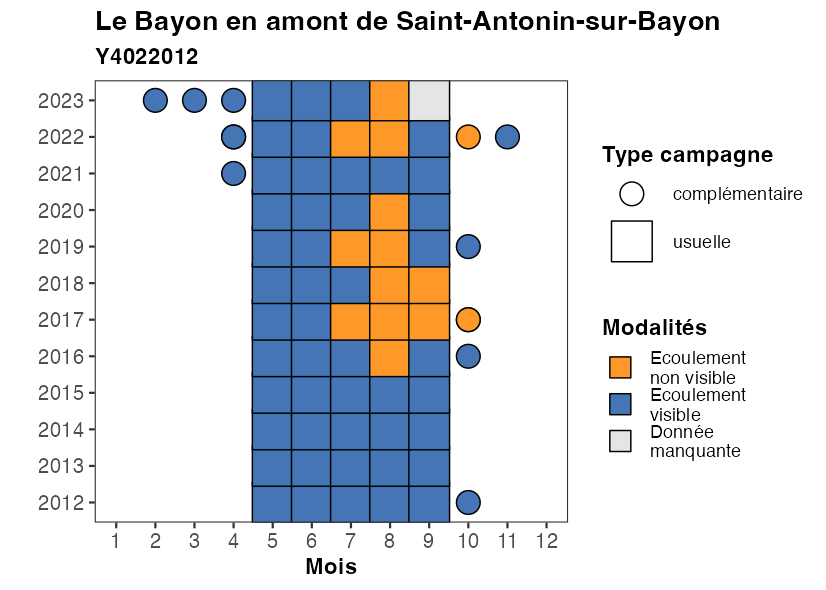 Le Bayon en amont de Saint-Antonin-sur-Bayon
Y4022012
2023
2022
2021
2020
2019
2018
2017
2016
2015
2014
2013
2012
1 2 3 4 5 6 7 8 9 10 11 12
Mois
Type campagne
complémentaire
usuelle
Modalités
Ecoulement
non visible
Ecoulement
visible
Donnée
manquante